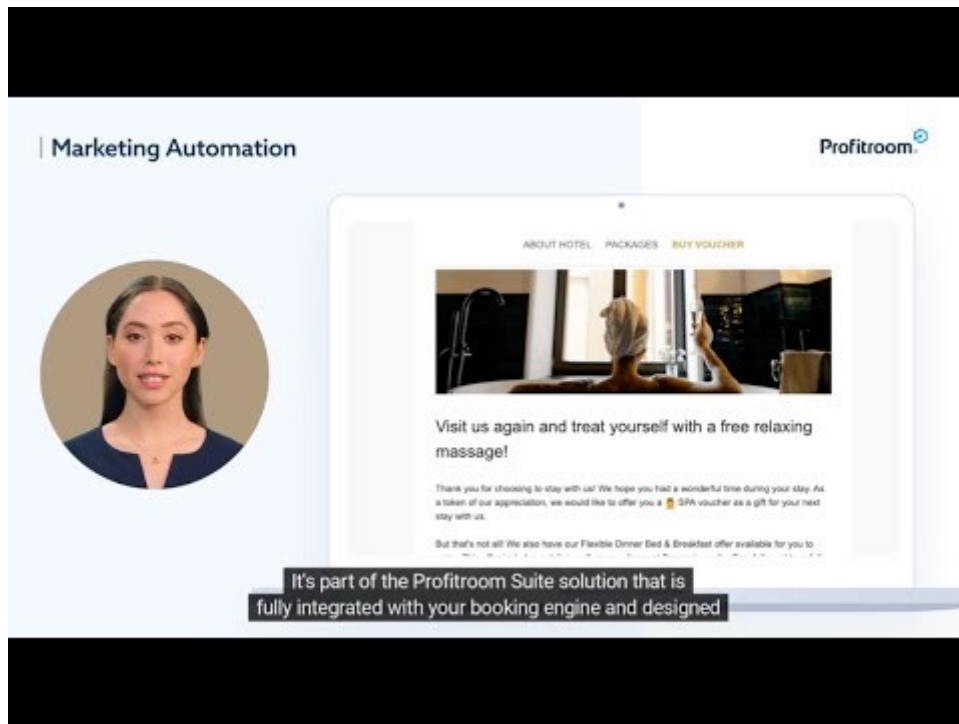 Marketing Automation
Profitroom
ABOUT HOTEL PACKAGES BUY VOUCHER
Visit us again and treat yourself with a free relaxing
massage!
Thank you for choosing to stay with us! We hope you had a wonderful time during your stay. As
a token of our appreciation, we would like to offer you a 💆 SPA voucher as a gift for your next
stay with us.
But that's not all! We also have our Flexible Dinner Bed & Breakfast offer available for you to
It's part of the Profitroom Suite solution that is
fully integrated with your booking engine and designed